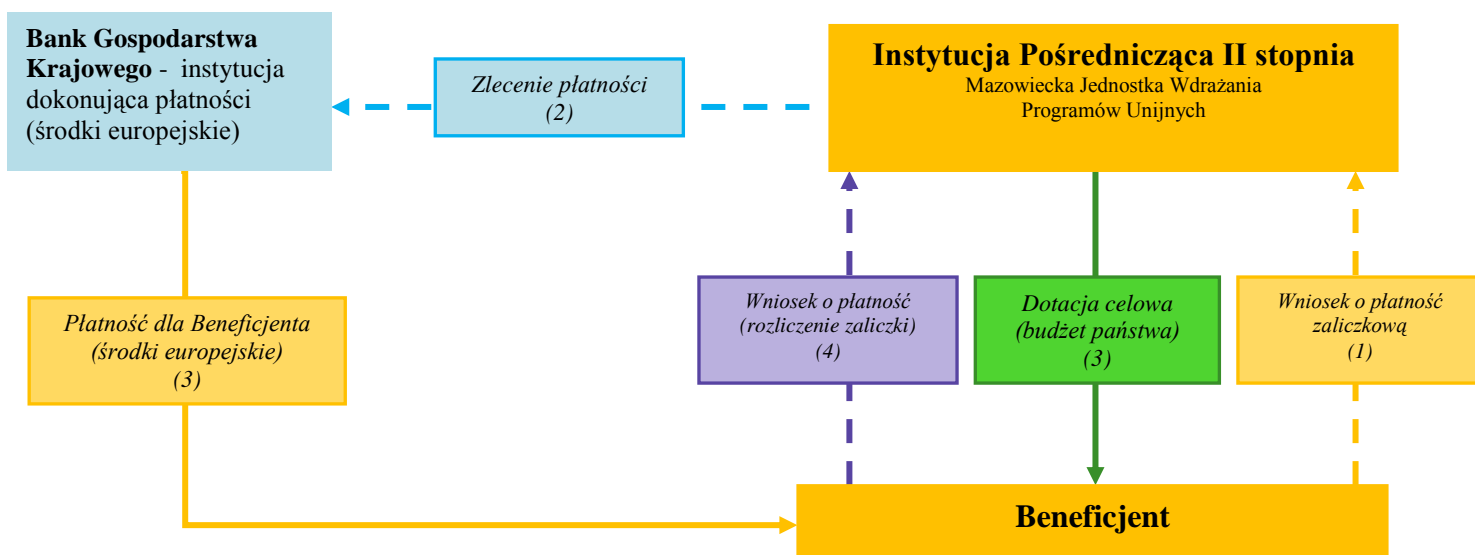 Bank Gospodarstwa
Krajowego - instytucja
dokonująca płatności
(środki europejskie)
Zlecenie płatności
(2)
Instytucja Pośrednicząca II stopnia
Mazowiecka Jednostka Wdrażania
Programów Unijnych
Płatność dla Beneficjenta
(środki europejskie)
(3)
Wniosek o płatność
(rozliczenie zaliczki)
(4)
Dotacja celowa
(budżet państwa)
(3)
Wniosek o płatność
zaliczkową
(1)
Beneficjent